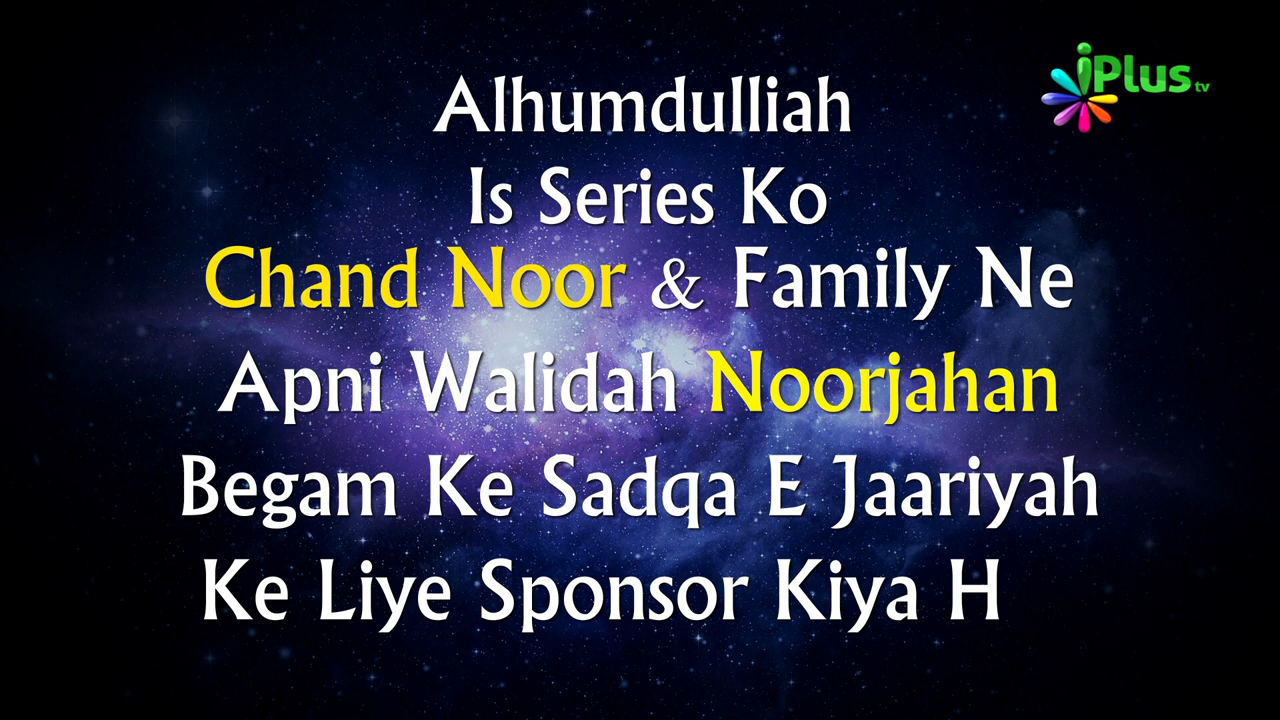 iPlus tv
Alhumdulliah
Is Series Ko
Chand Noor & Family Ne
Apni Walidah Noorjahan
Begam Ke Sadqa E Jaariyah
Ke Liye Sponsor Kiya H